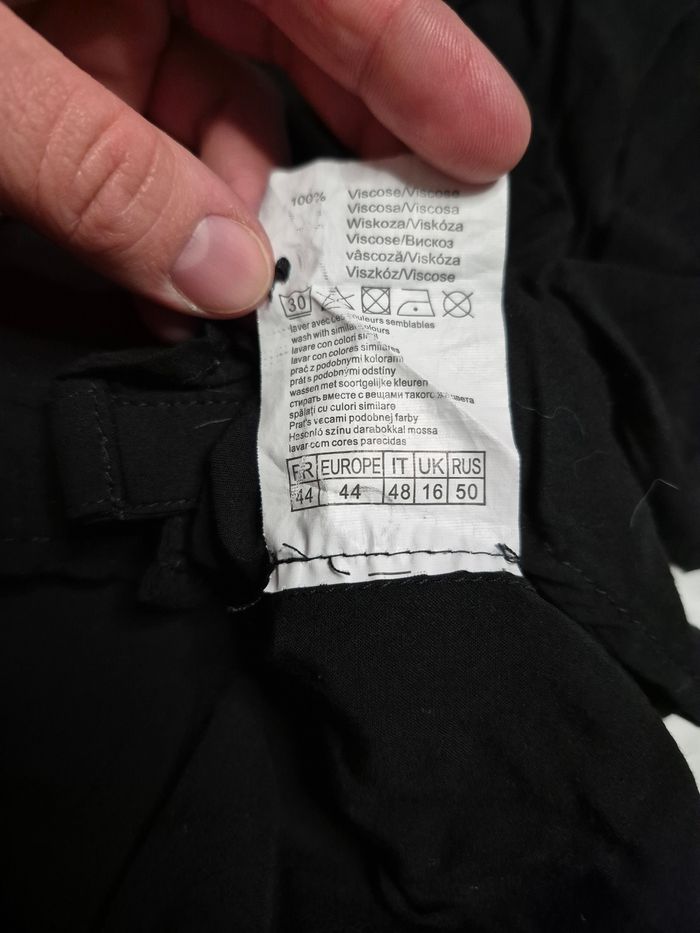 100% Viscose/Viscose
Viscosa/Viscosa
Wiskoza/Viskóza
Viscose/Вискоз
vâscoză/Viskóza
Viszkóz/Viscose
30
laver avec des couleurs semblables
wash with similar colours
lavare con colori simili
lavar con colores similares
prać z podobnymi kolorami
prát s podobnými odstíny
wassen met soortgelijke kleuren
стирать вместе с вещами такого же цвета
spălați cu culori similare
Prat's vecami podobnej farby
Hasonló színu darabokkal mossa
lavar com cores parecidas
FR EUROPE IT UK RUS
44 44 48 16 50